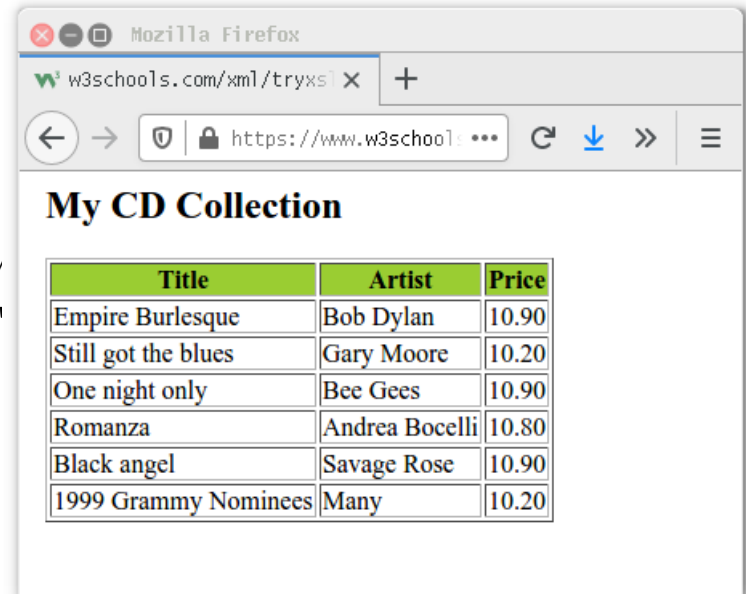 Mozilla Firefox
w3schools.com/xml/tryxs
https://www.w3school
My CD Collection
Title Artist Price
Empire Burlesque Bob Dylan 10.90
Still got the blues Gary Moore 10.20
One night only Bee Gees 10.90
Romanza Andrea Bocelli 10.80
Black angel Savage Rose 10.90
1999 Grammy Nominees Many 10.20